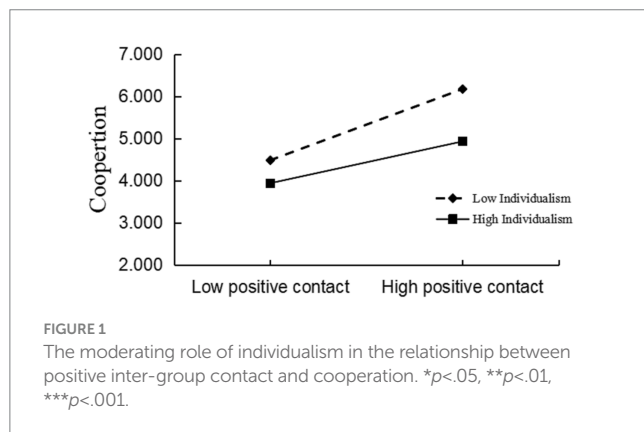 7.000
6.000
5.000
4.000
3.000
2.000
Coopertion
Low Individualism
High Individualism
Low positive contact High positive contact
FIGURE 1
The moderating role of individualism in the relationship between
positive inter-group contact and cooperation. *p<.05, **p<.01,
***p<.001.